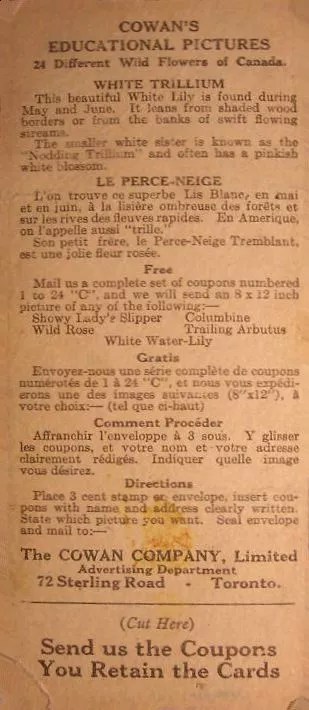 COWAN'S
EDUCATIONAL PICTURES
24 Different Wild Flowers of Canada.
WHITE TRILLIUM
This beautiful White Lily is found during
May and June. It leans from shaded wood
borders or from the banks of swift flowing
streams.
The smaller white sister is known as the
"Nodding Trillium" and often has a pinkish
white blossom.
LE PERCE-NEIGE
L'on trouve ce superbe Lis Blanc, en mai
et en juin, à la lisière ombreuse des forêts et
sur les rives des fleuves rapides. En Amerique,
on l'appelle aussi "trille."
Son petit frère, le Perce-Neige Tremblant,
est une jolie fleur rosée.
Free
Mail us a complete set of coupons numbered
1 to 24 "C", and we will send an 8 x 12 inch
picture of any of the following:—
Showy Lady's Slipper Columbine
Wild Rose Trailing Arbutus
White Water-Lily
Gratis
Envoyez-nous une série complète de coupons
numérotés de 1 à 24 "C", et nous vous expédi-
erons une des images suivantes (8"x12"), à
votre choix:— (tel que ci-haut)
Comment Procéder
Affranchir l'enveloppe à 3 sous. Y glisser
les coupons, et votre nom et votre adresse
clairement rédigés. Indiquer quelle image
vous désirez.
Directions
Place 3 cent stamp or envelope, insert cou-
pons with name and address clearly written.
State which picture you want. Seal envelope
and mail to:—
The COWAN COMPANY, Limited
Advertising Department
72 Sterling Road - Toronto.
(Cut Here)
Send us the Coupons
You Retain the Cards